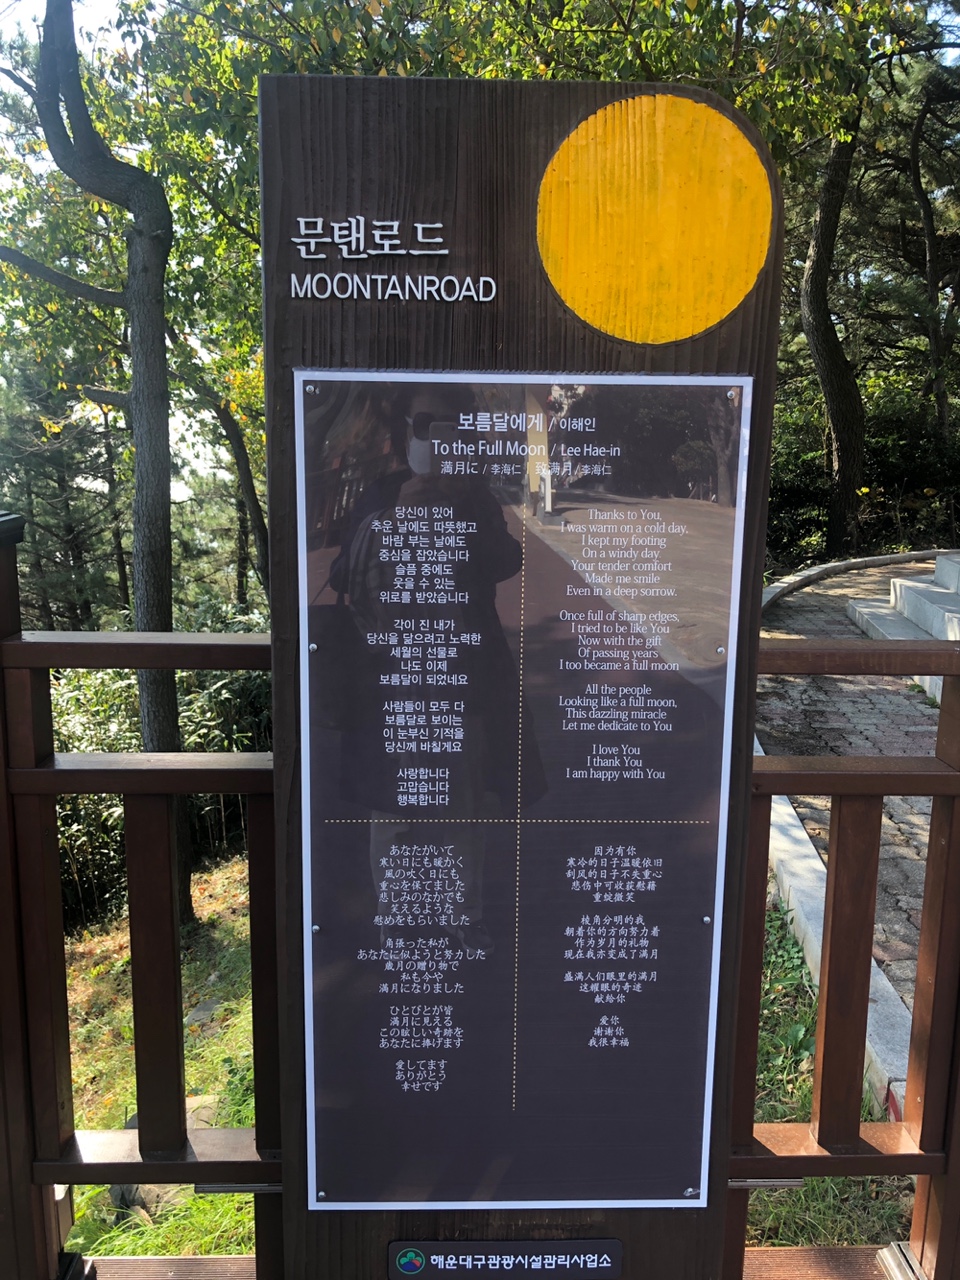 문탠로드
MOONTANROAD
보름달에게 / 이해인
To the Full Moon / Lee Hae-in
満月に / 李海仁 | 致满月 / 李海仁
당신이 있어
추운 날에도 따뜻했고
바람 부는 날에도
중심을 잡았습니다
슬픔 중에도
웃을 수 있는
위로를 받았습니다
각이 진 내가
당신을 닮으려고 노력한
세월의 선물로
나도 이제
보름달이 되었네요
사람들이 모두 다
보름달로 보이는
이 눈부신 기적을
당신께 바칠게요
사랑합니다
고맙습니다
행복합니다
Thanks to You,
I was warm on a cold day,
I kept my footing
On a windy day.
Your tender comfort
Made me smile
Even in a deep sorrow.
Once full of sharp edges,
I tried to be like You
Now with the gift
Of passing years
I too became a full moon
All the people
Looking like a full moon,
This dazzling miracle
Let me dedicate to You
I love You
I thank You
I am happy with You
あなたがいて
寒い日にも暖かく
風の吹く日にも
重心を保てました
悲しみのなかでも
笑えるような
慰めをもらいました
角張った私が
あなたに似ようと努力した
歳月の贈り物で
私も今や
満月になりました
ひとびとが皆
満月に見える
この眩しい奇跡を
あなたに捧げます
愛してます
ありがとう
幸せです
因为有你
寒冷的日子温暖依旧
刮风的日子不失重心
悲伤中可收获慰藉
重绽微笑
棱角分明的我
朝着你的方向努力着
作为岁月的礼物
现在我亦变成了满月
盛满人们眼里的满月
这耀眼的奇迹
献给你
爱你
谢谢你
我很幸福
해운대구관광시설관리사업소